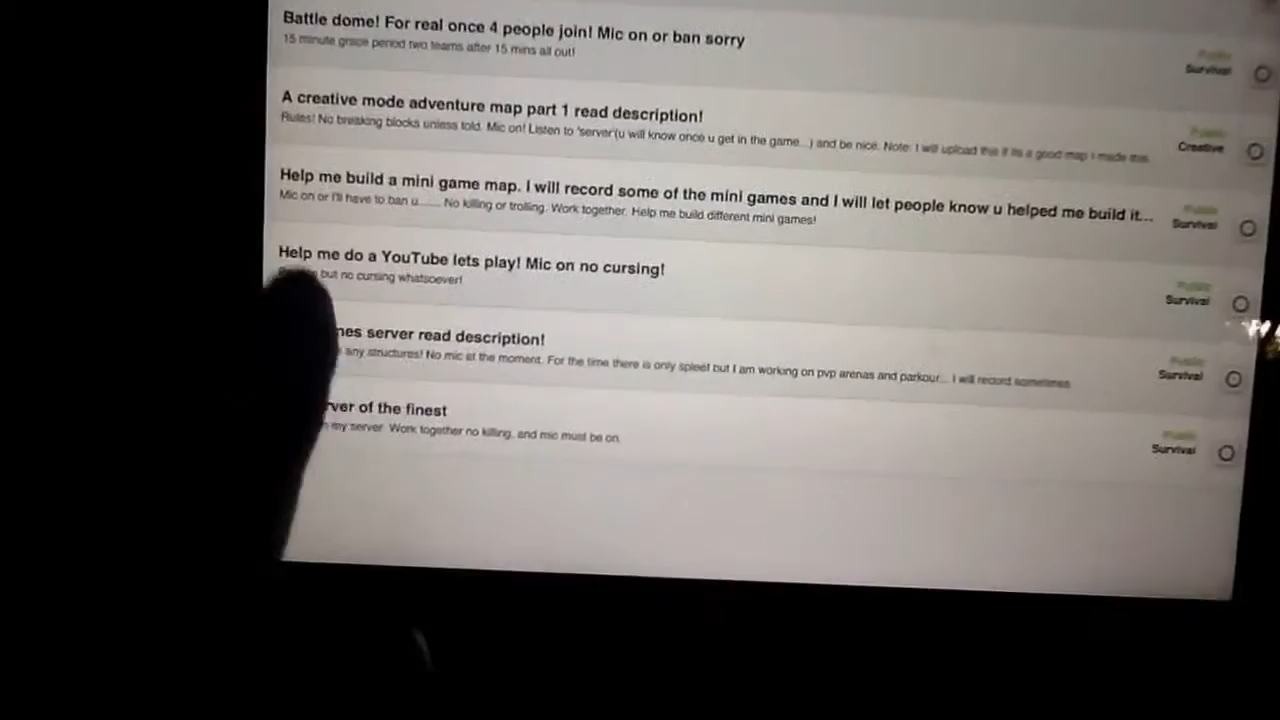 Battle dome! For real once 4 people join! Mic on or ban sorry
15 minute grace period two teams after 15 mins all out!
Public
Survival
A creative mode adventure map part 1 read description!
Rules! No breaking blocks unless told. Mic on! Listen to 'server'(u will know once u get in the game...) and be nice. Note: I will upload this if its a good map I made this.
Public
Creative
Help me build a mini game map. I will record some of the mini games and I will let people know u helped me build it...
Mic on or I'll have to ban u...... No killing or trolling. Work together. Help me build different mini games!
Public
Survival
Help me do a YouTube lets play! Mic on no cursing!
but no cursing whatsoever!
Public
Survival
mes server read description!
any structures! No mic at the moment. For the time there is only spleef but I am working on pvp arenas and parkour... I will record sometimes
Public
Survival
rver of the finest
my server. Work together no killing, and mic must be on.
Public
Survival